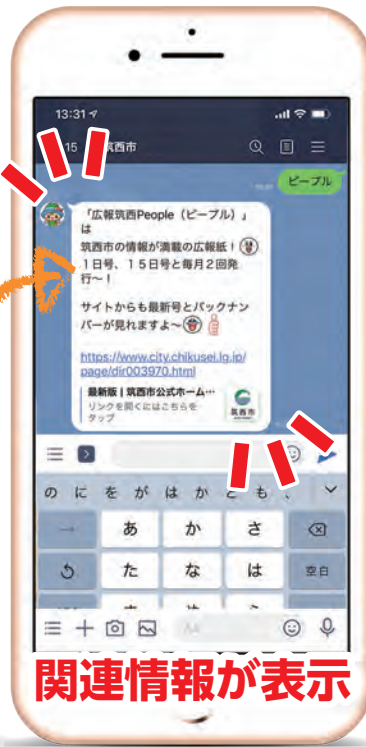 13:31
15 筑西市
ピープル
「広報筑西People（ピープル）」
は
筑西市の情報が満載の広報紙！
１日号、１５日号と毎月２回発
行〜！
サイトからも最新号とバックナン
バーが見れますよ〜
https://www.city.chikusei.lg.jp/
page/dir003970.html
最新版 | 筑西市公式ホーム…
リンクを開くにはこちらを
タップ
筑西市
の に を が は か と も 、
→ あ か さ
た な は 空白
Aa
関連情報が表示